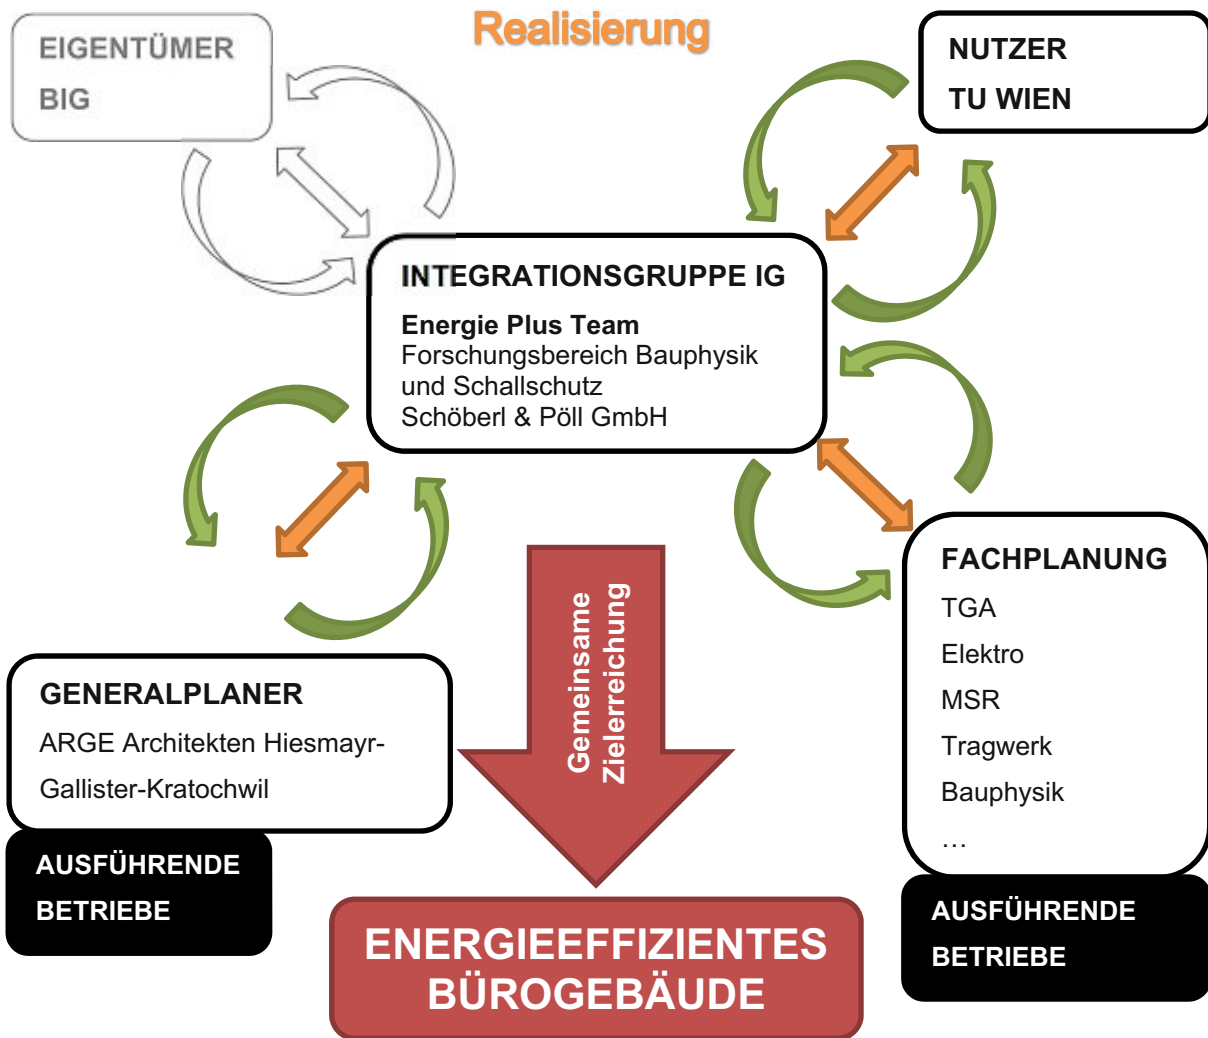 Realisierung
EIGENTÜMER
BIG
NUTZER
TU WIEN
INTEGRATIONSGRUPPE IG
Energie Plus Team
Forschungsbereich Bauphysik
und Schallschutz
Schöberl & Pöll GmbH
GENERALPLANER
ARGE Architekten Hiesmayr-
Gallister-Kratochwil
AUSFÜHRENDE
BETRIEBE
Gemeinsame
Zielerreichung
FACHPLANUNG
TGA
Elektro
MSR
Tragwerk
Bauphysik
…
AUSFÜHRENDE
BETRIEBE
ENERGIEEFFIZIENTES
BÜROGEBÄUDE